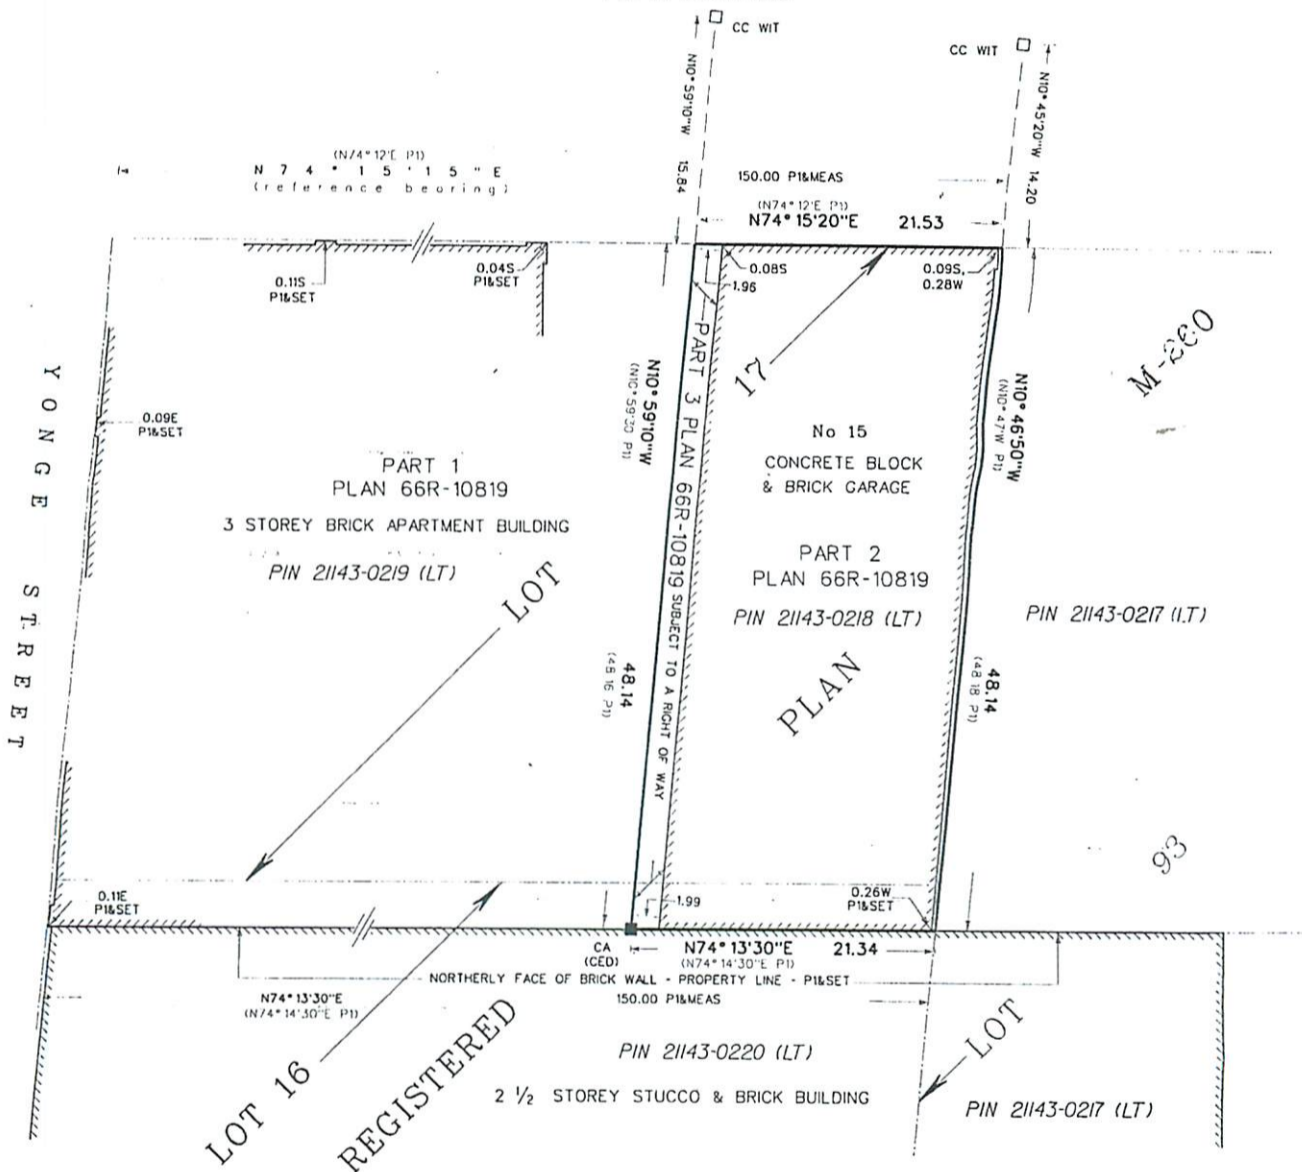 CC WIT
CC WIT
N10°59'10"W 15.84
N10°45'20"W 14.20
(N74°12'E P1)
N74°15'15"E
(reference bearing)
150.00 P1&MEAS
(N74°12'E P1)
N74°15'20"E 21.53
0.11S
P1&SET
0.04S
P1&SET
0.08S
1.96
0.09S,
0.28W
M-260
17
N10°59'10"W
(N10°59'30 P1)
N10°46'50"W
(N10°47'W P1)
0.09E
P1&SET
YONGE STREET
PART 1
PLAN 66R-10819
3 STOREY BRICK APARTMENT BUILDING
PIN 21143-0219 (LT)
LOT
PART 3 PLAN 66R-10819 SUBJECT TO A RIGHT OF WAY
No 15
CONCRETE BLOCK
& BRICK GARAGE
PART 2
PLAN 66R-10819
PIN 21143-0218 (LT)
PLAN
PIN 21143-0217 (LT)
48.14
(48.16 P1)
48.14
(48.18 P1)
93
0.11E
P1&SET
1.99
0.26W
P1&SET
CA
(CED)
N74°13'30"E 21.34
(N74°14'30"E P1)
NORTHERLY FACE OF BRICK WALL - PROPERTY LINE - P1&SET
N74°13'30"E
(N74°14'30"E P1)
150.00 P1&MEAS
LOT 16
REGISTERED
PIN 21143-0220 (LT)
2 ½ STOREY STUCCO & BRICK BUILDING
LOT
PIN 21143-0217 (LT)